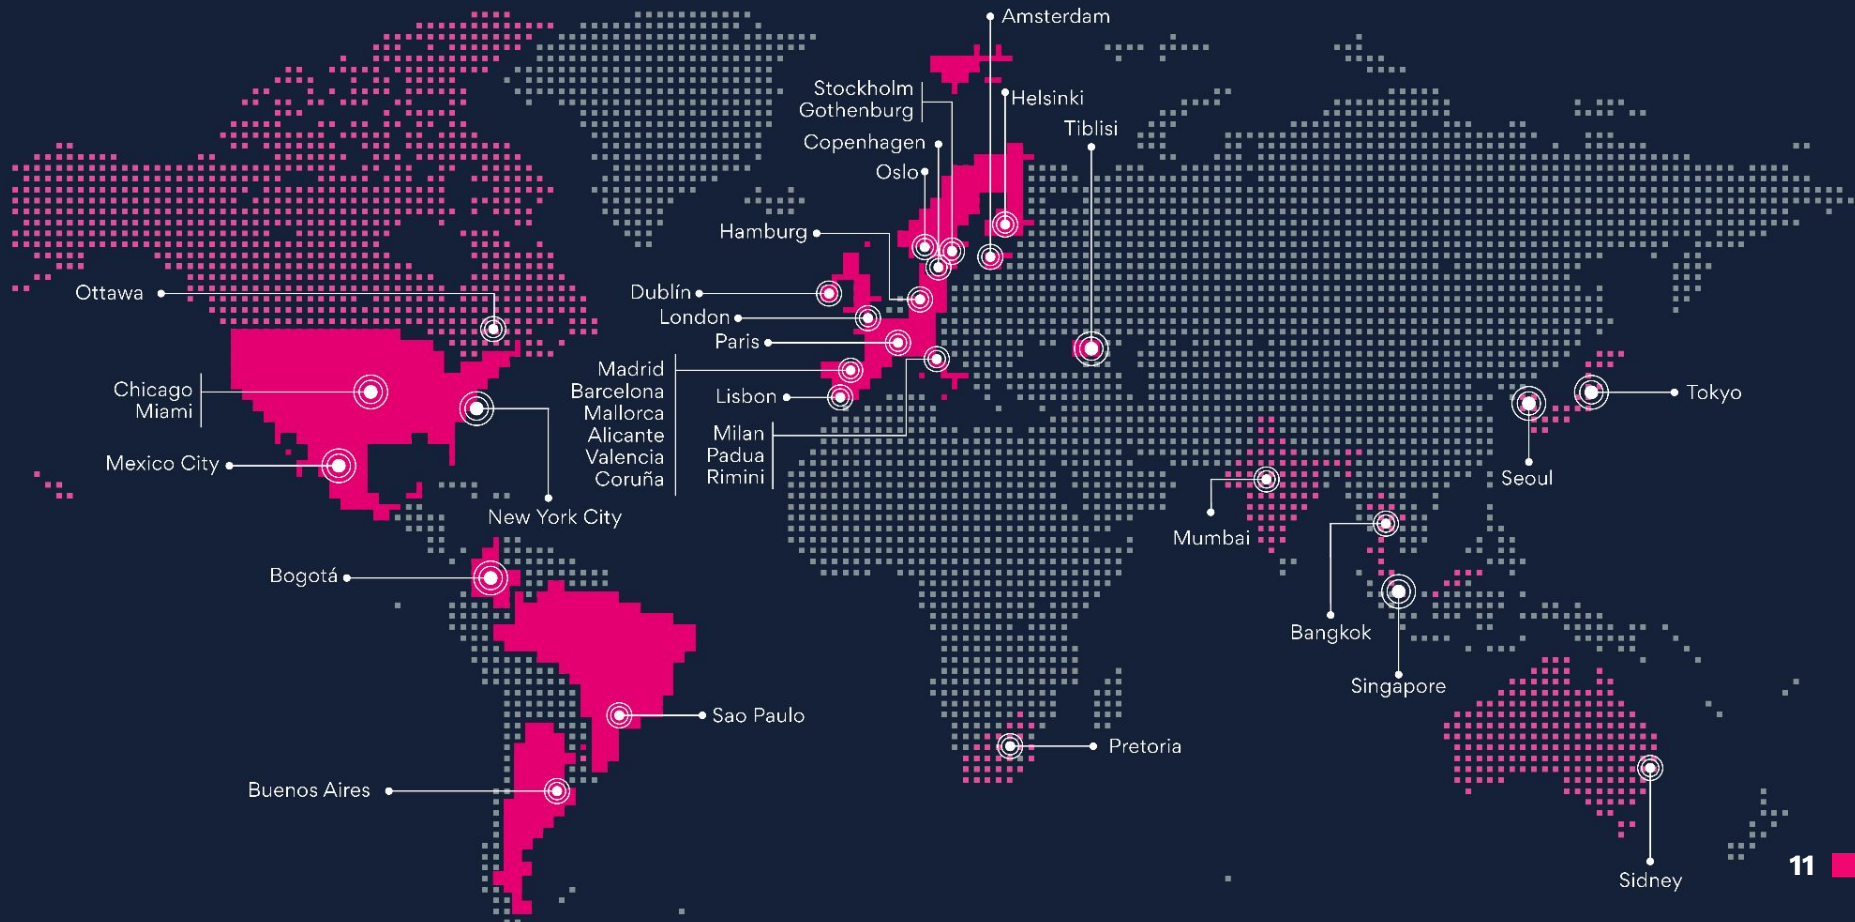 Amsterdam
Stockholm
Gothenburg
Helsinki
Tiblisi
Copenhagen
Oslo
Hamburg
Ottawa
Dublín
London
Paris
Chicago
Miami
Madrid
Barcelona
Mallorca
Alicante
Valencia
Coruña
Lisbon
Milan
Padua
Rimini
Tokyo
Mexico City
New York City
Seoul
Mumbai
Bogotá
Bangkok
Singapore
Sao Paulo
Pretoria
Buenos Aires
11
Sidney